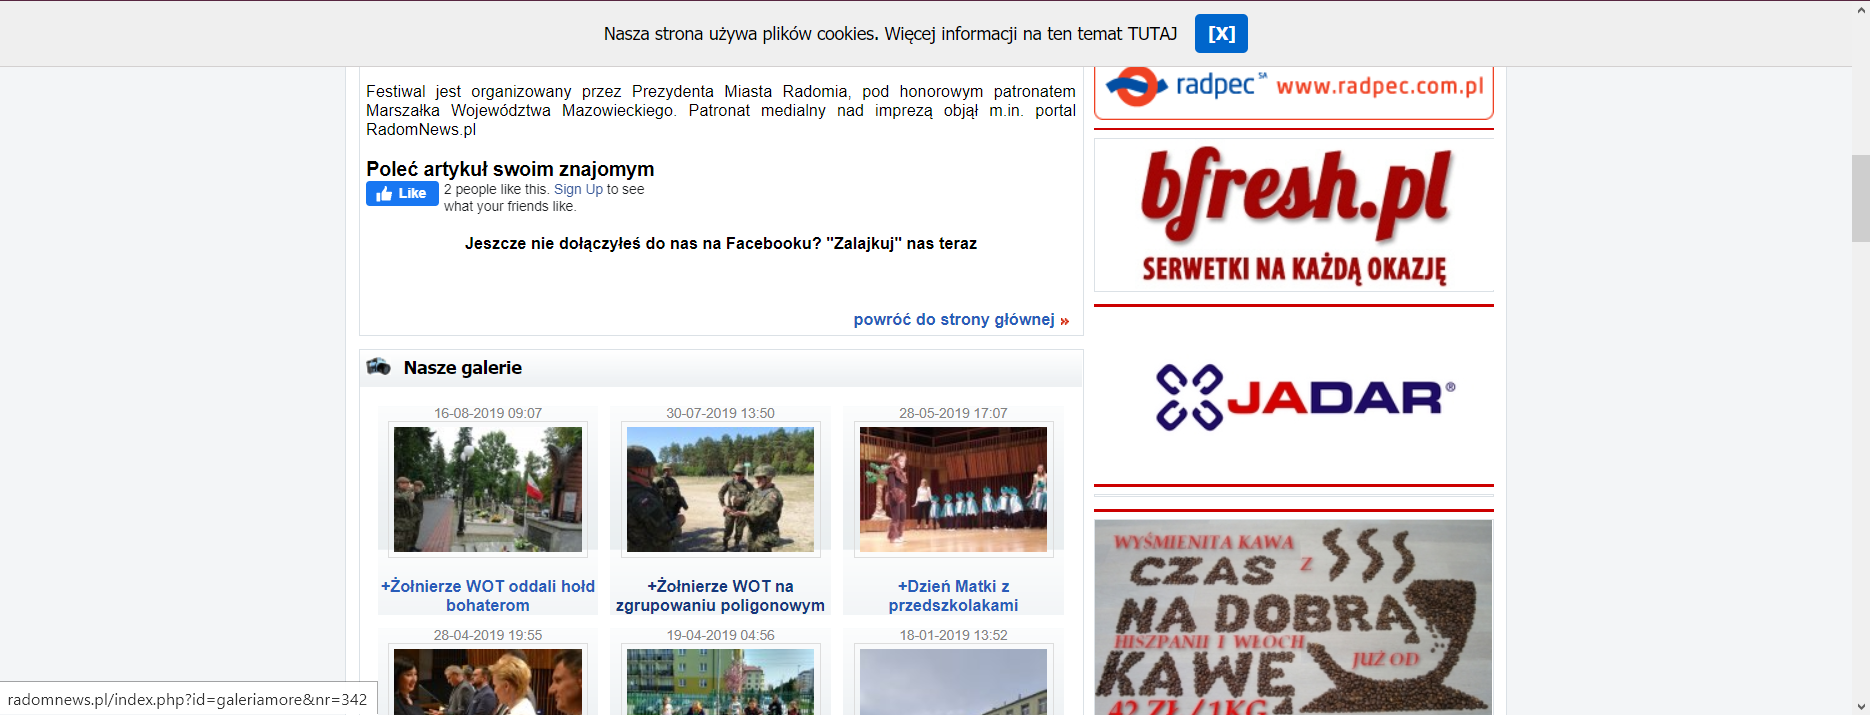 Nasza strona używa plików cookies. Więcej informacji na ten temat TUTAJ [X]
Festiwal jest organizowany przez Prezydenta Miasta Radomia, pod honorowym patronatem
Marszałka Województwa Mazowieckiego. Patronat medialny nad imprezą objął m.in. portal
RadomNews.pl
Poleć artykuł swoim znajomym
Like 2 people like this. Sign Up to see
what your friends like.
Jeszcze nie dołączyłeś do nas na Facebooku? "Zalajkuj" nas teraz
powróć do strony głównej »
Nasze galerie
16-08-2019 09:07
30-07-2019 13:50
28-05-2019 17:07
+Żołnierze WOT oddali hołd
bohaterom
+Żołnierze WOT na
zgrupowaniu poligonowym
+Dzień Matki z
przedszkolakami
28-04-2019 19:55
19-04-2019 04:56
18-01-2019 13:52
radomnews.pl/index.php?id=galeriamore&nr=342
radpec SA www.radpec.com.pl
bfresh.pl
SERWETKI NA KAŻDĄ OKAZJĘ
JADAR®
WYŚMIENITA KAWA
Z
CZAS
NA DOBRĄ
HISZPANII I WŁOCH
JUŻ OD
KAWĘ
42 ZŁ / 1KG